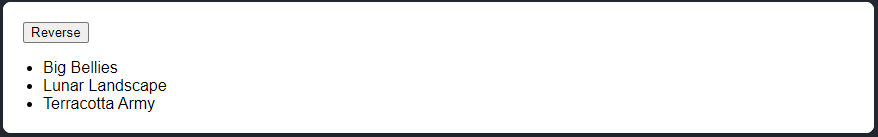 Reverse
Big Bellies
Lunar Landscape
Terracotta Army